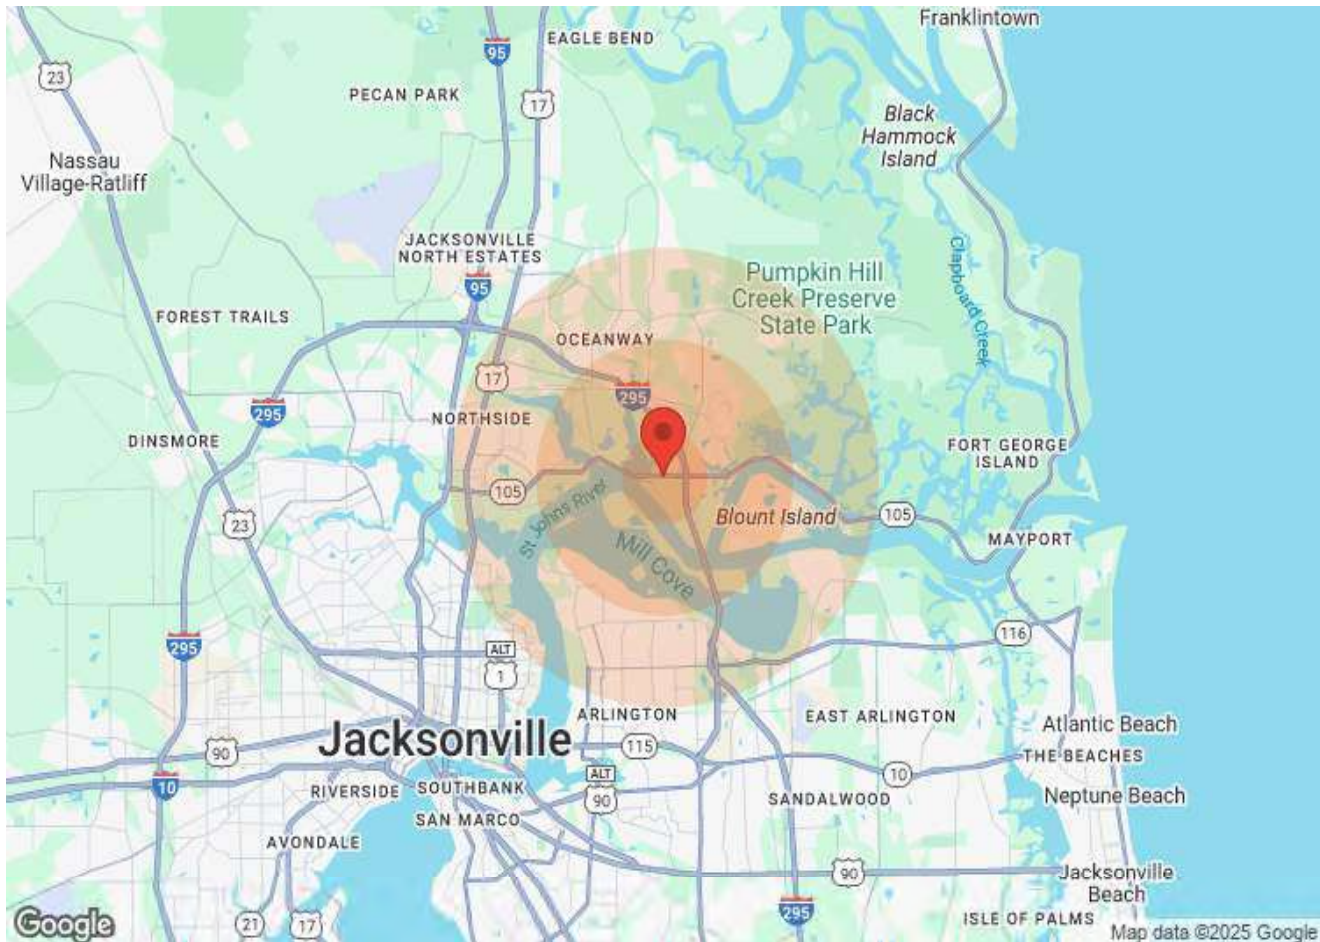 Franklintown
EAGLE BEND
95
23
PECAN PARK
17
Black
Hammock
Island
Nassau
Village-Ratliff
JACKSONVILLE
NORTH ESTATES
Clapboard Creek
Pumpkin Hill
Creek Preserve
State Park
95
FOREST TRAILS
OCEANWAY
17
295
295
NORTHSIDE
DINSMORE
FORT GEORGE
ISLAND
105
St Johns River
Blount Island
105
23
MAYPORT
Mill Cove
116
295
ALT
1
ARLINGTON
EAST ARLINGTON
Atlantic Beach
Jacksonville
115
90
THE BEACHES
ALT
10
10
RIVERSIDE
SOUTHBANK
90
SANDALWOOD
Neptune Beach
SAN MARCO
AVONDALE
90
Jacksonville
Beach
295
ISLE OF PALMS
21
17
Google
Map data ©2025 Google